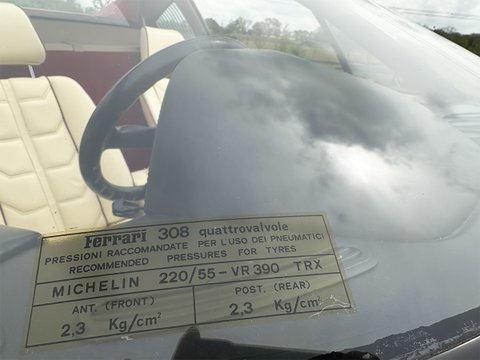 Ferrari 308 quattrovalvole
PRESSIONI RACCOMANDATE PER L'USO DEI PNEUMATICI
RECOMMENDED PRESSURES FOR TYRES
MICHELIN 220/55-VR 390 TRX
ANT. (FRONT) POST. (REAR)
2,3 Kg/cm² 2,3 Kg/cm²